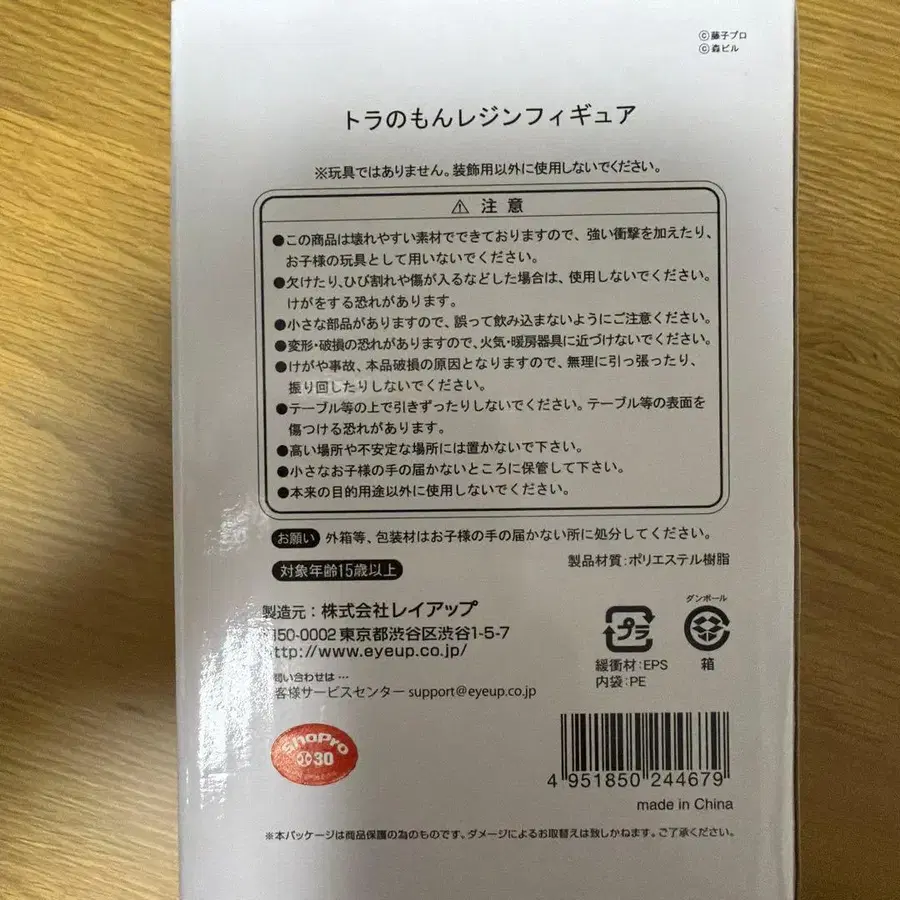 ©藤子プロ
©森ビル
トラのもんレジンフィギュア
※玩具ではありません。装飾用以外に使用しないでください。
⚠ 注意
●この商品は壊れやすい素材でできておりますので、強い衝撃を加えたり、
お子様の玩具として用いないでください。
●欠けたり、ひび割れや傷が入るなどした場合は、使用しないでください。
けがをする恐れがあります。
●小さな部品がありますので、誤って飲み込まないようにご注意ください。
●変形・破損の恐れがありますので、火気・暖房器具に近づけないでください。
●けがや事故、本品破損の原因となりますので、無理に引っ張ったり、
振り回したりしないでください。
●テーブル等の上で引きずったりしないでください。テーブル等の表面を
傷つける恐れがあります。
●高い場所や不安定な場所には置かないで下さい。
●小さなお子様の手の届かないところに保管して下さい。
●本来の目的用途以外に使用しないでください。
お願い 外箱等、包装材はお子様の手の届かない所に処分してください。
対象年齢15歳以上
製品材質:ポリエステル樹脂
製造元:株式会社レイアップ
150-0002 東京都渋谷区渋谷1-5-7
http://www.eyeup.co.jp/
問い合わせは…
客様サービスセンター support@eyeup.co.jp
プラ
緩衝材:EPS
内袋:PE
ダンボール
箱
ShoPro
30
4 951850 244679
made in China
※本パッケージは商品保護の為のものです、ダメージによるお取替えは致しかねます。ご了承ください。